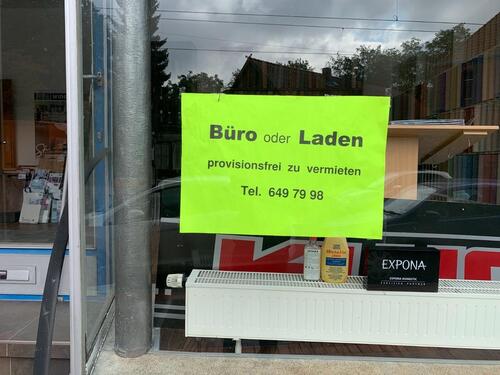 Büro oder Laden
provisionsfrei zu vermieten
Tel. 649 79 98
EXPONA